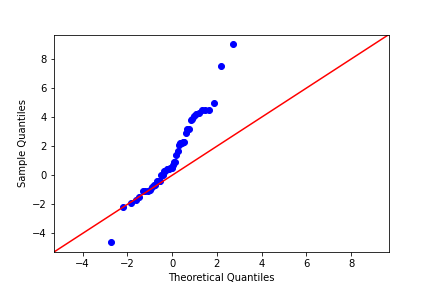 8
6
4
2
0
−2
−4
Sample Quantiles
−4 −2 0 2 4 6 8
Theoretical Quantiles